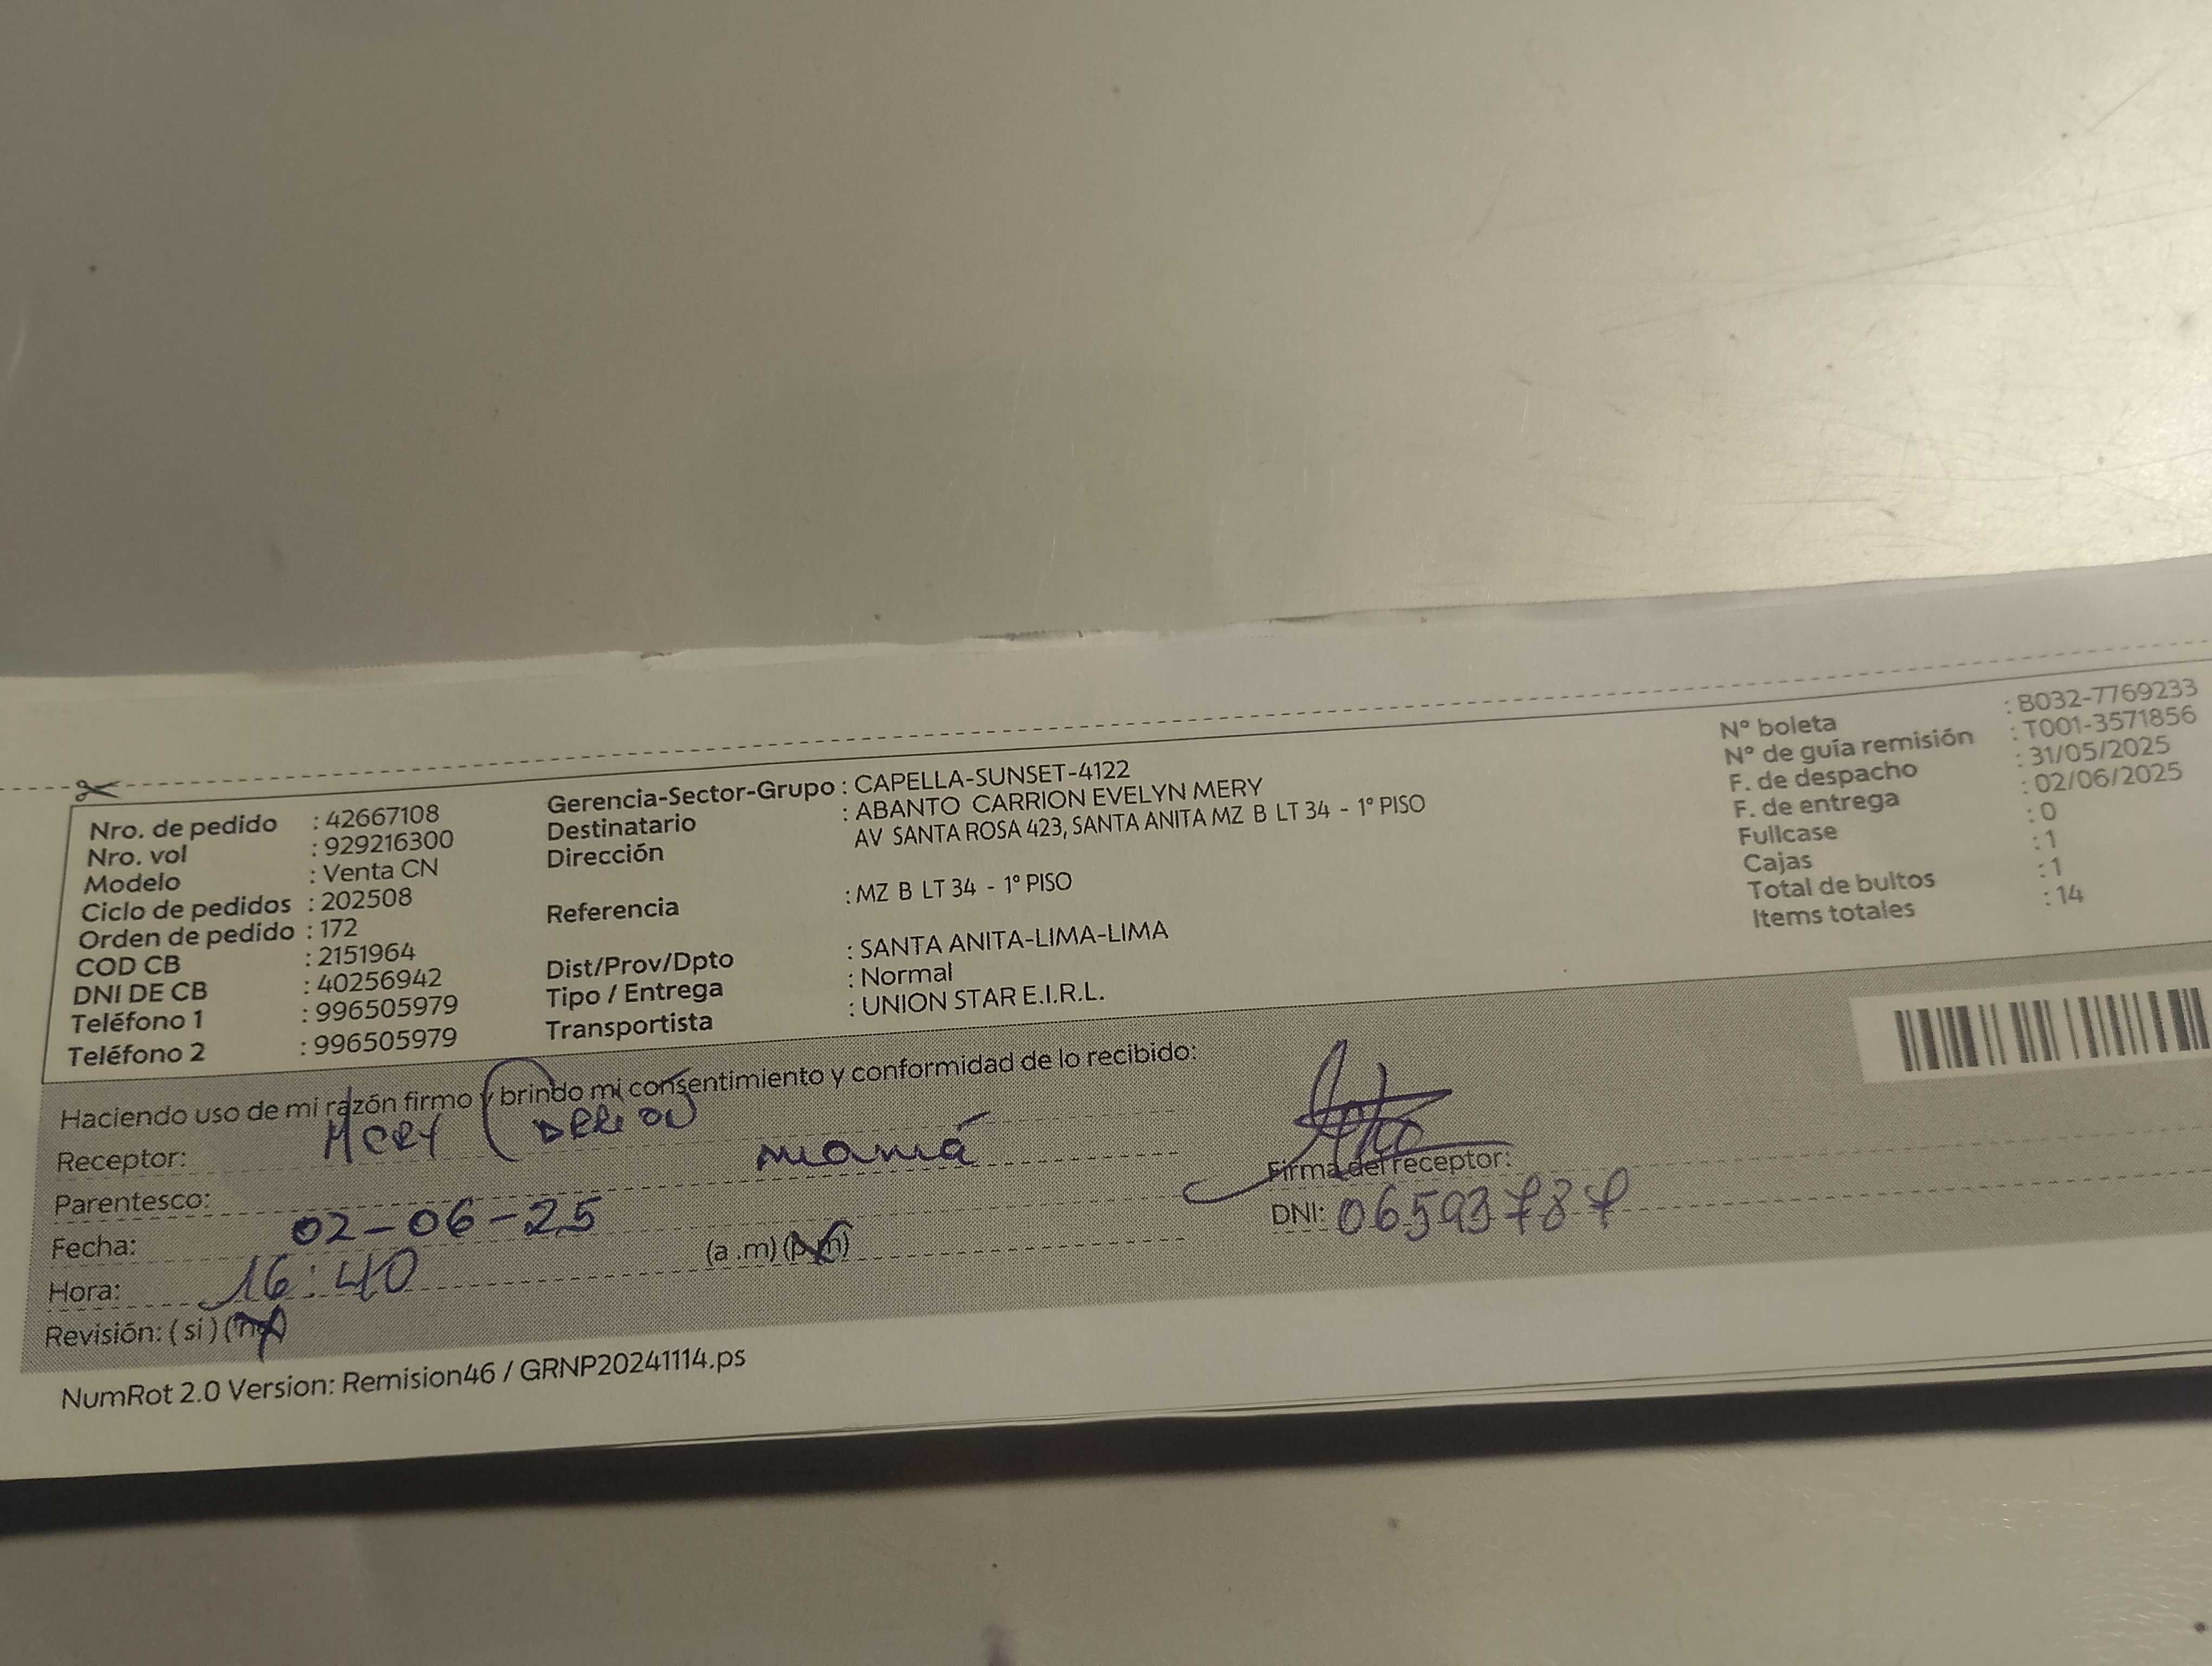 Nro. de pedido : 42667108
Nro. vol : 929216300
Modelo : Venta CN
Ciclo de pedidos : 202508
Orden de pedido : 172
COD CB : 2151964
DNI DE CB : 40256942
Teléfono 1 : 996505979
Teléfono 2 : 996505979
Gerencia-Sector-Grupo : CAPELLA-SUNSET-4122
Destinatario : ABANTO CARRION EVELYN MERY
Dirección AV SANTA ROSA 423, SANTA ANITA MZ B LT 34 - 1° PISO
Referencia : MZ B LT 34 - 1° PISO
Dist/Prov/Dpto : SANTA ANITA-LIMA-LIMA
Tipo / Entrega : Normal
Transportista : UNION STAR E.I.R.L.
N° boleta : B032-7769233
N° de guía remisión : T001-3571856
F. de despacho : 31/05/2025
F. de entrega : 02/06/2025
Fullcase : 0
Cajas : 1
Total de bultos : 1
Items totales : 14
Haciendo uso de mi razón firmo y brindo mi consentimiento y conformidad de lo recibido:
Receptor: Mery Carrion
Parentesco: mamá
Fecha: 02-06-25
Hora: 16:40 (a .m) (p.m)
Revisión: ( si ) (no)
Firma del receptor:
DNI: 06593787
NumRot 2.0 Version: Remision46 / GRNP20241114.ps